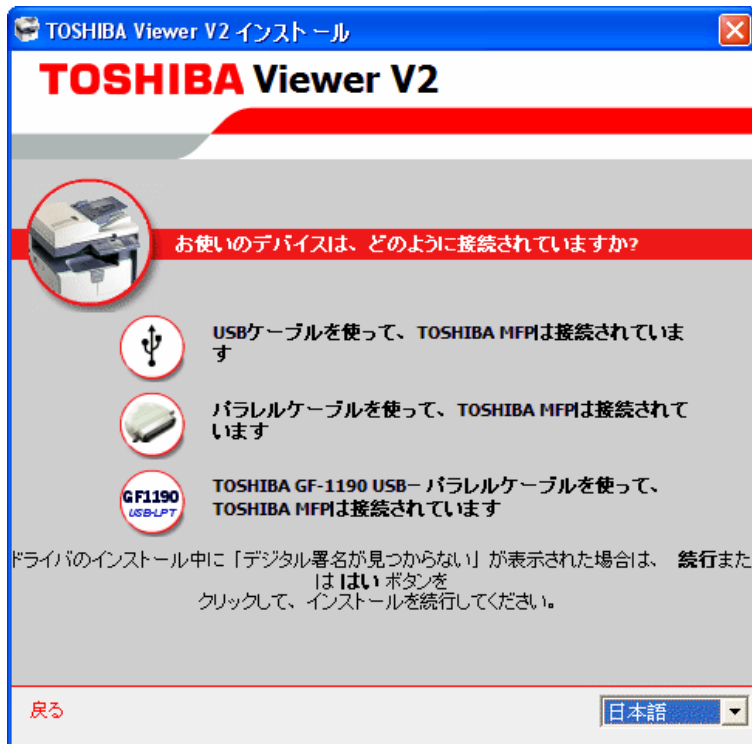 TOSHIBA Viewer V2 インストール
TOSHIBA Viewer V2
お使いのデバイスは、どのように接続されていますか?
USBケーブルを使って、TOSHIBA MFPは接続されていま
す
パラレルケーブルを使って、TOSHIBA MFPは接続されて
います
GF1190
USB-LPT
TOSHIBA GF-1190 USB-パラレルケーブルを使って、
TOSHIBA MFPは接続されています
ドライバのインストール中に「デジタル署名が見つからない」が表示された場合は、 続行また
は はい ボタンを
クリックして、インストールを続行してください。
戻る
日本語